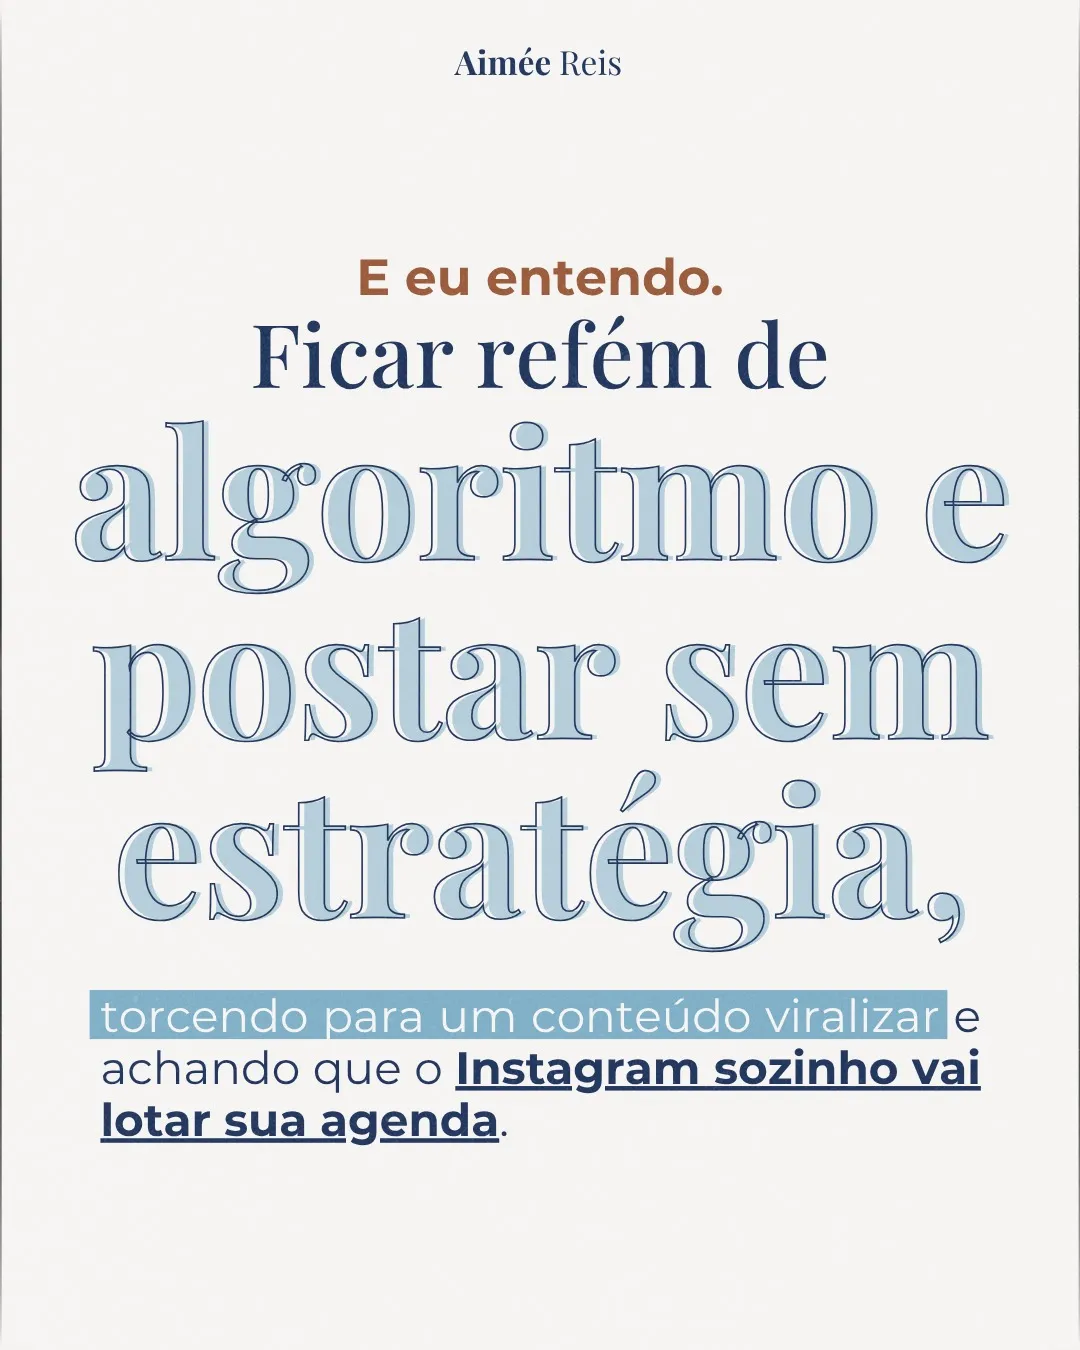 Aimée Reis
E eu entendo.
Ficar refém de
algoritmo e
postar sem
estratégia,
torcendo para um conteúdo viralizar e
achando que o Instagram sozinho vai
lotar sua agenda.